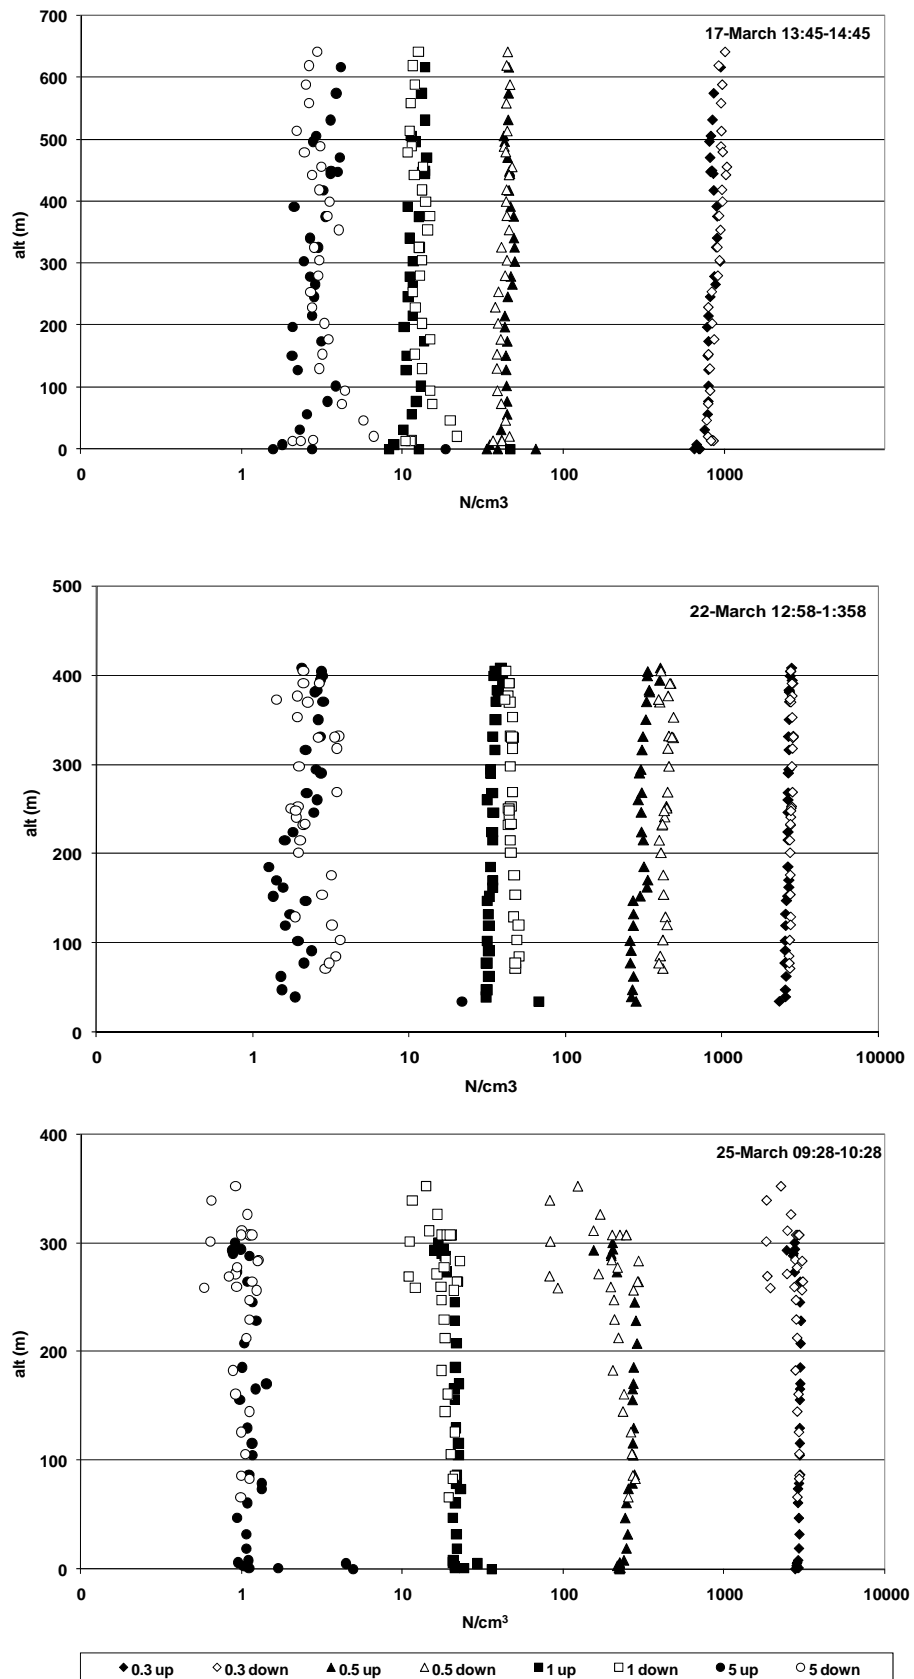 700
17-March 13:45-14:45
600
500
400
alt (m)
300
200
100
0
0 1 10 100 1000
N/cm3
500
22-March 12:58-1:358
400
300
alt (m)
200
100
0
0 1 10 100 1000 10000
N/cm3
400
25-March 09:28-10:28
300
alt (m)
200
100
0
0 1 10 100 1000 10000
N/cm³
0.3 up 0.3 down 0.5 up 0.5 down 1 up 1 down 5 up 5 down